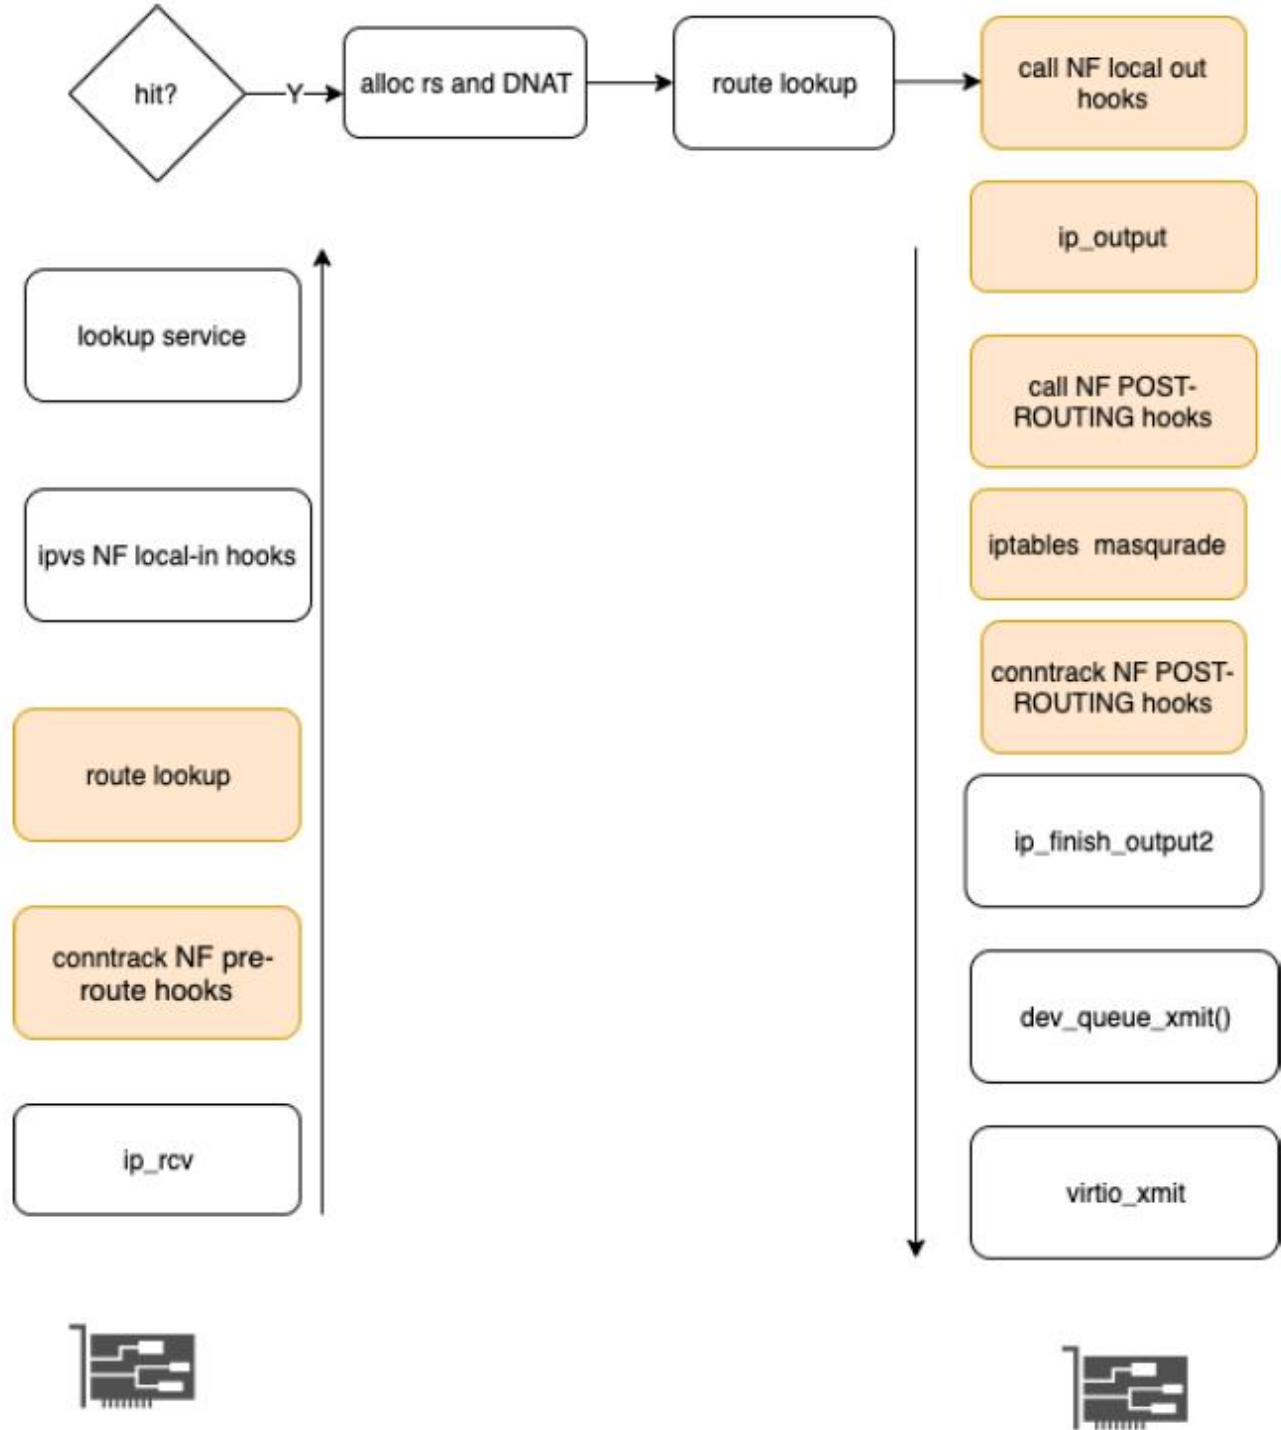 hit?
Y
alloc rs and DNAT
route lookup
call NF local out
hooks
ip_output
lookup service
call NF POST-
ROUTING hooks
ipvs NF local-in hooks
iptables  masqurade
conntrack NF POST-
ROUTING hooks
route lookup
ip_finish_output2
conntrack NF pre-
route hooks
dev_queue_xmit()
ip_rcv
virtio_xmit